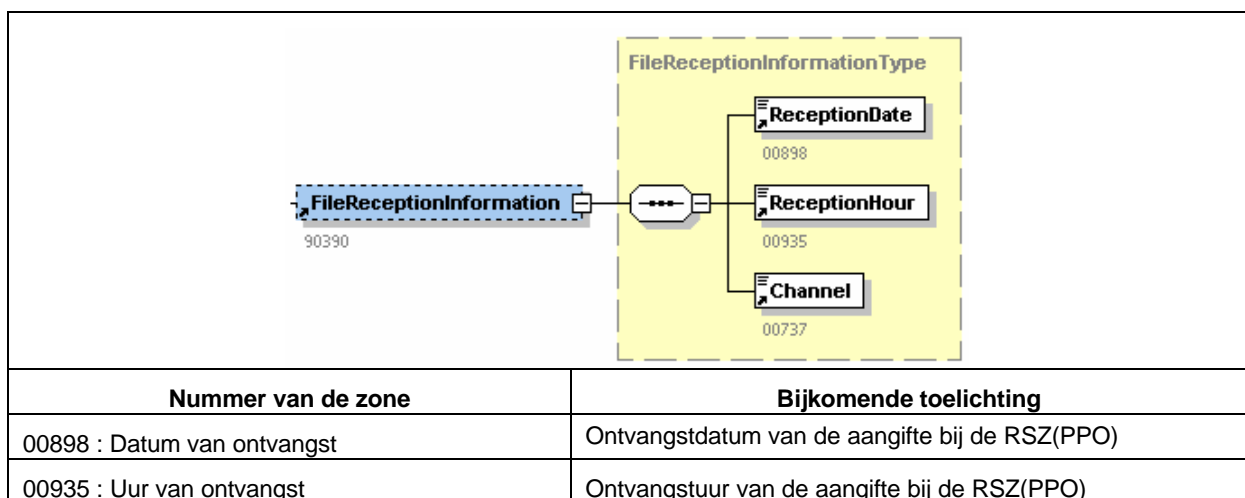 FileReceptionInformationType
ReceptionDate
00898
FileReceptionInformation
90390
ReceptionHour
00935
Channel
00737
Nummer van de zone
Bijkomende toelichting
00898 : Datum van ontvangst
Ontvangstdatum van de aangifte bij de RSZ(PPO)
00935 : Uur van ontvangst
Ontvangstuur van de aangifte bij de RSZ(PPO)